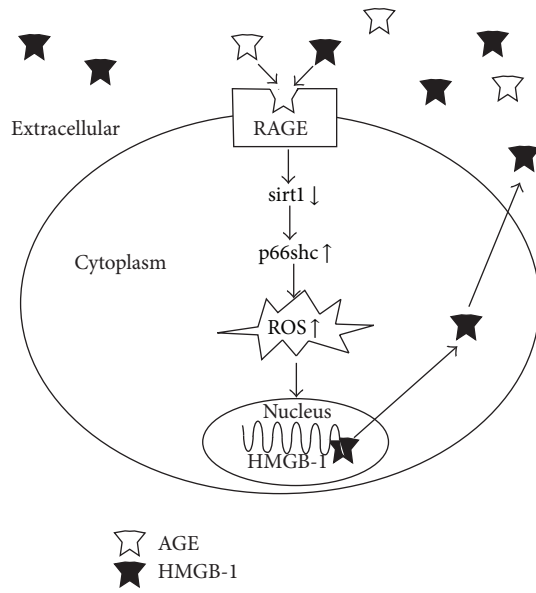 Extracellular
RAGE
sirt1 ↓
Cytoplasm
p66shc ↑
ROS ↑
Nucleus
HMGB-1
AGE
HMGB-1